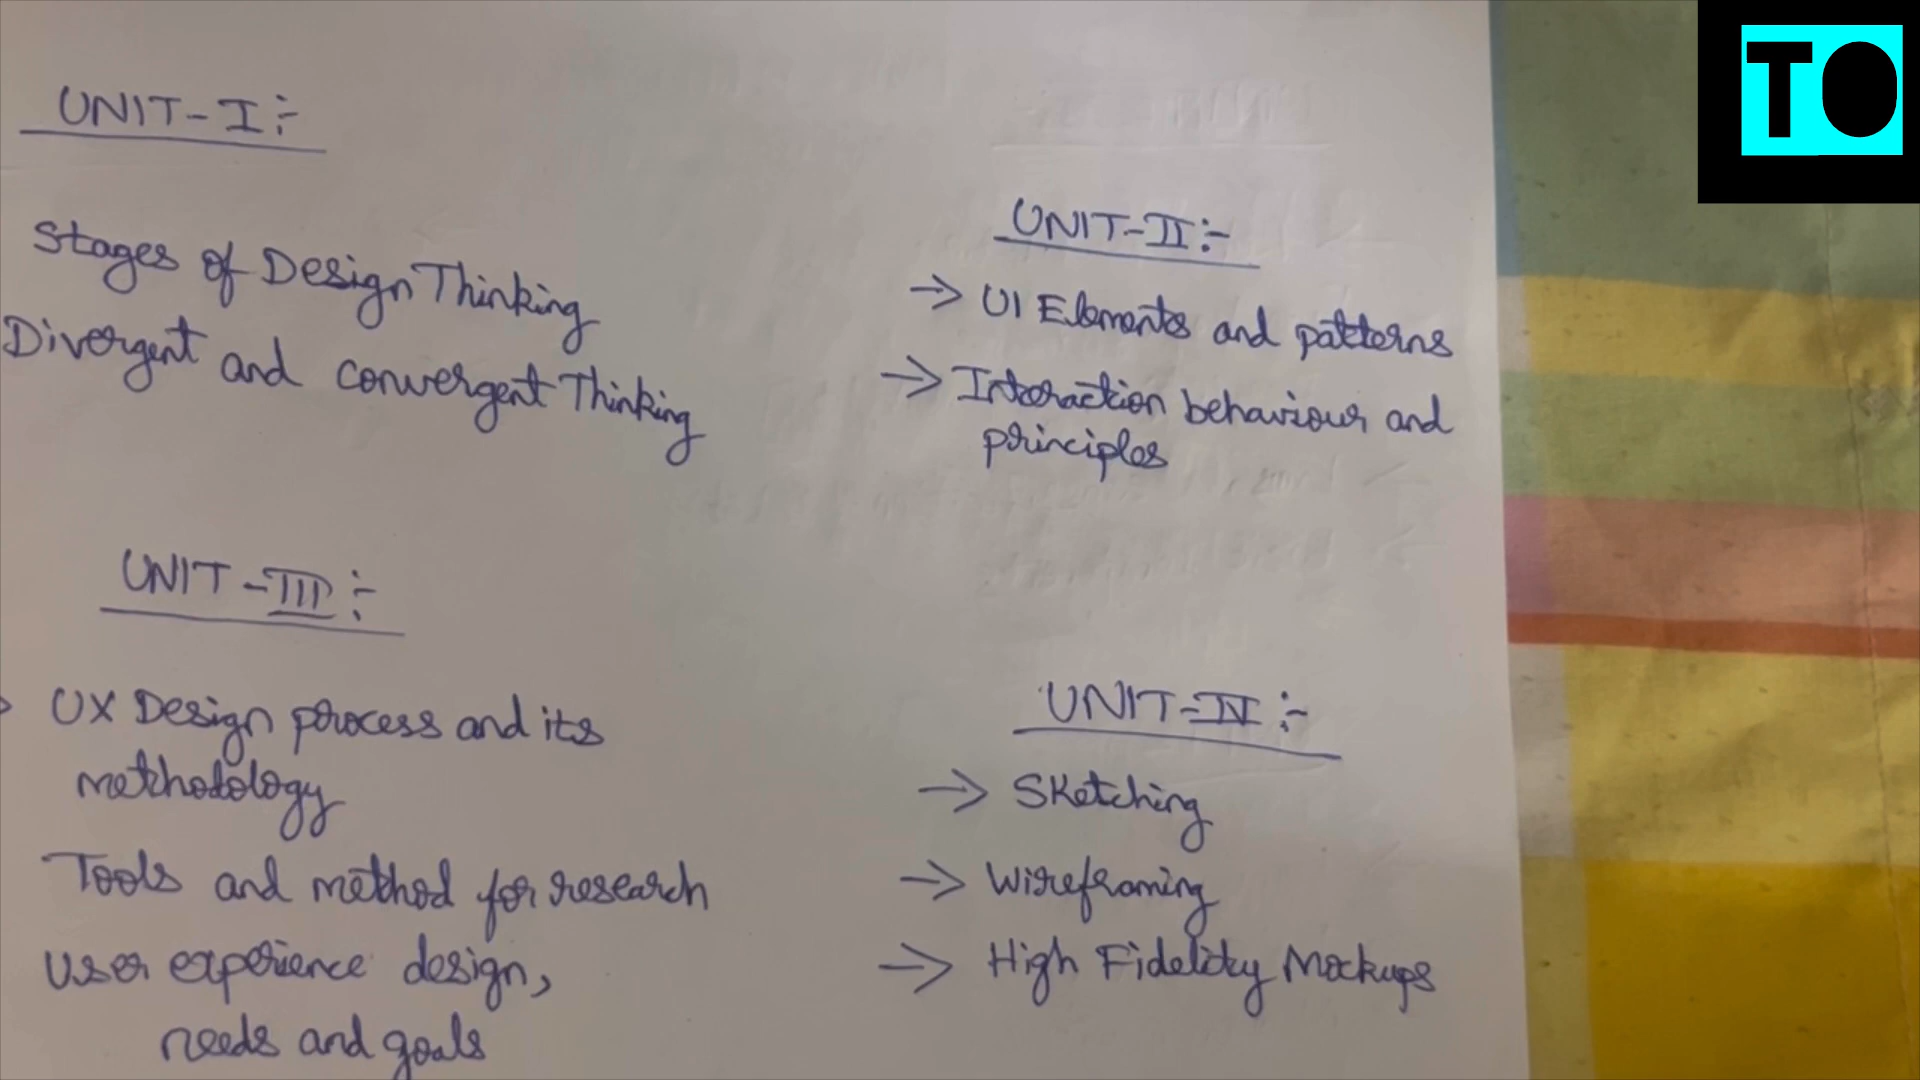 TO
UNIT-I:-
Stages of Design Thinking
Divergent and convergent Thinking
UNIT-II:-
→ UI Elements and patterns
→ Interaction behaviour and
principles
UNIT-III:-
UX Design process and its
methodology
Tools and method for research
User experience design,
needs and goals
UNIT-IV:-
→ Sketching
→ Wireframing
→ High Fidelity Mockups